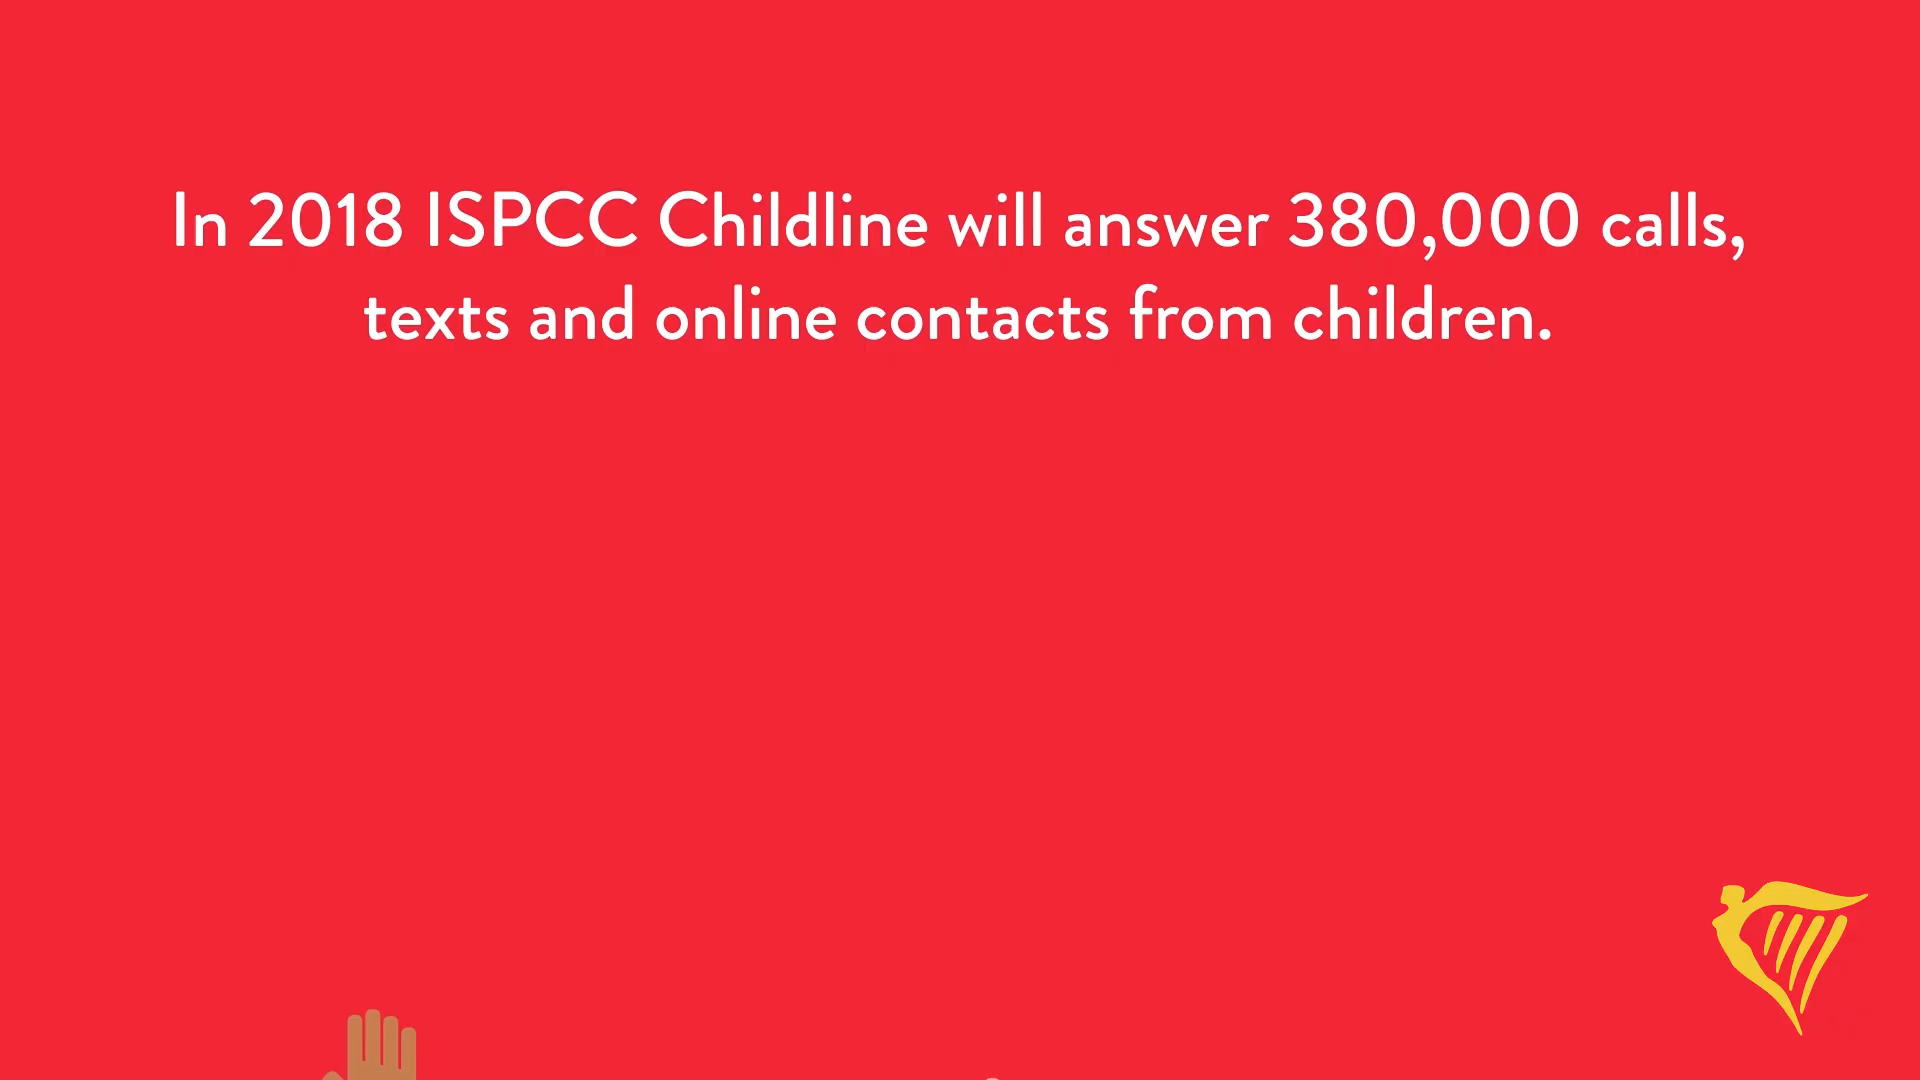 In 2018 ISPCC Childline will answer 380,000 calls,
texts and online contacts from children.